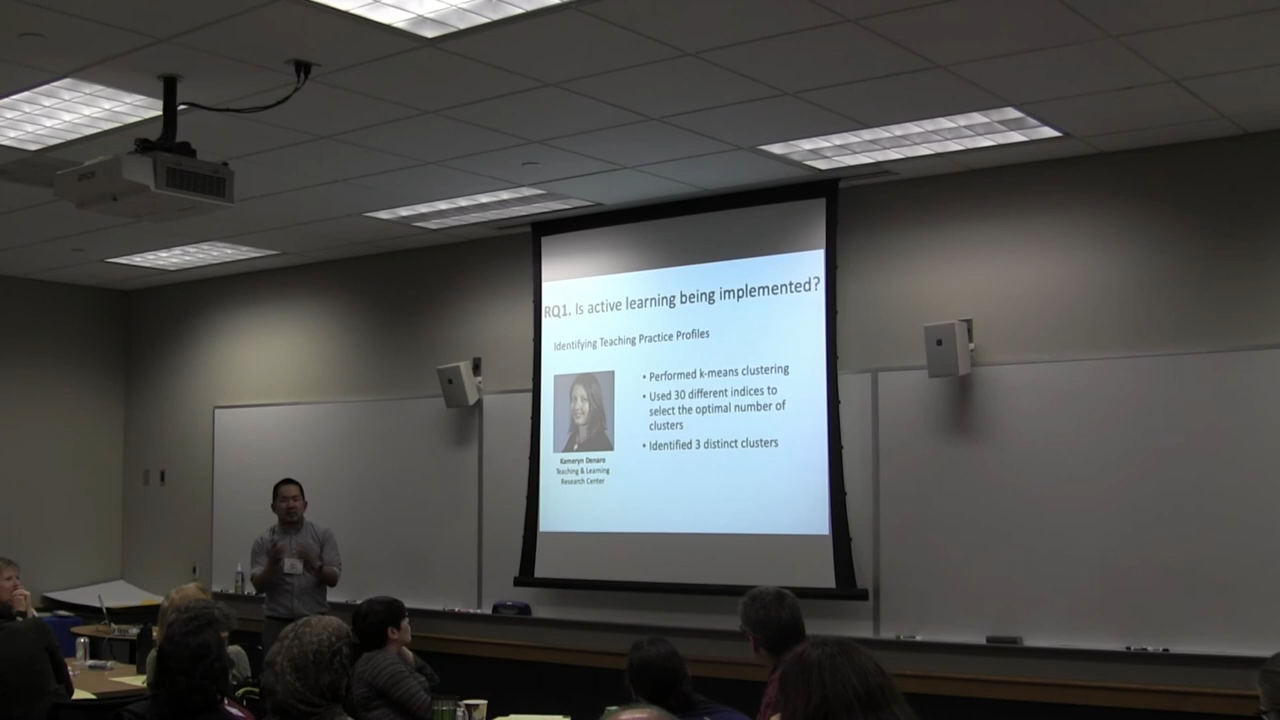 RQ1. Is active learning being implemented?
Identifying Teaching Practice Profiles
• Performed k-means clustering
• Used 30 different indices to
select the optimal number of
clusters
• Identified 3 distinct clusters
Kameryn Denaro
Teaching & Learning
Research Center